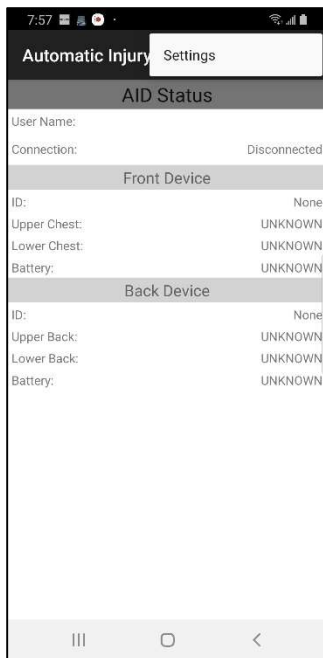 7:57
Automatic Injury
Settings
AID Status
User Name:
Connection: Disconnected
Front Device
ID: None
Upper Chest: UNKNOWN
Lower Chest: UNKNOWN
Battery: UNKNOWN
Back Device
ID: None
Upper Back: UNKNOWN
Lower Back: UNKNOWN
Battery: UNKNOWN